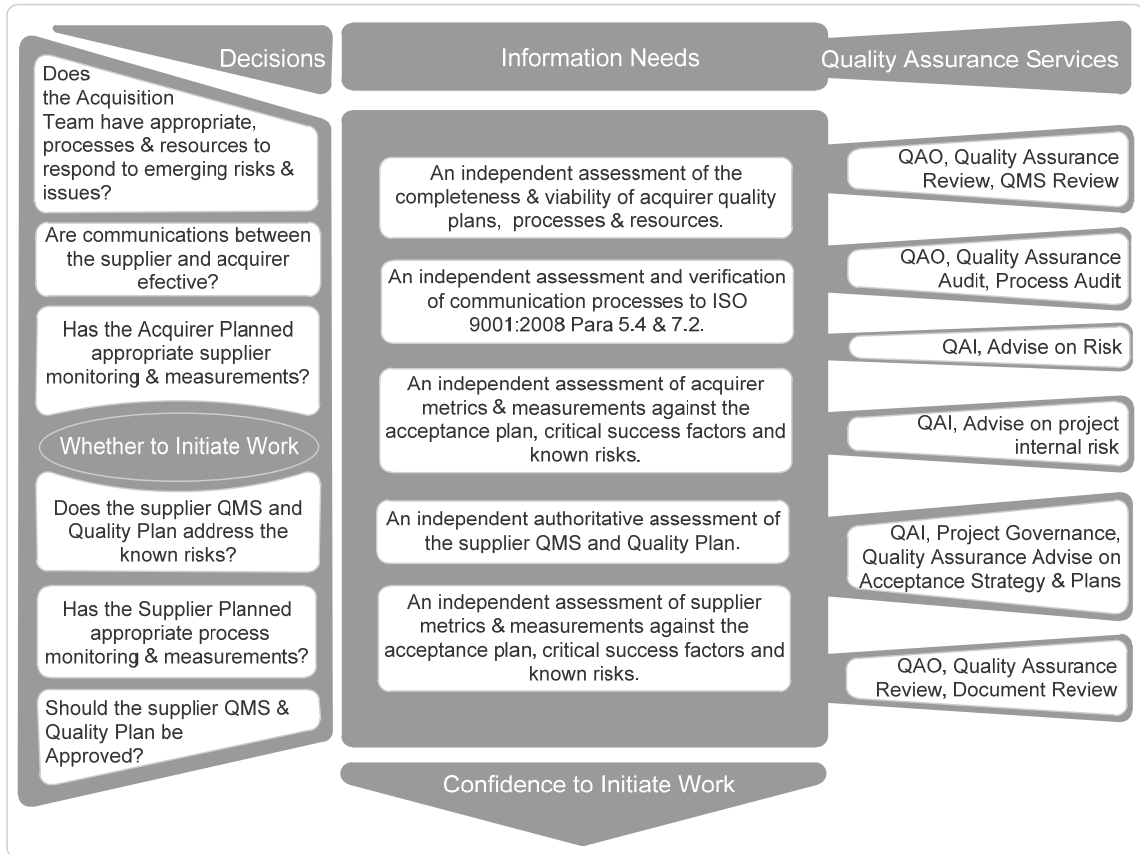 Decisions
Does
the Acquisition
Team have appropriate,
processes & resources to
respond to emerging risks &
issues?
Are communications between
the supplier and acquirer
efective?
Has the Acquirer Planned
appropriate supplier
monitoring & measurements?
Whether to Initiate Work
Does the supplier QMS and
Quality Plan address the
known risks?
Has the Supplier Planned
appropriate process
monitoring & measurements?
Should the supplier QMS &
Quality Plan be
Approved?
Information Needs
An independent assessment of the
completeness & viability of acquirer quality
plans, processes & resources.
An independent assessment and verification
of communication processes to ISO
9001:2008 Para 5.4 & 7.2.
An independent assessment of acquirer
metrics & measurements against the
acceptance plan, critical success factors and
known risks.
An independent authoritative assessment of
the supplier QMS and Quality Plan.
An independent assessment of supplier
metrics & measurements against the
acceptance plan, critical success factors and
known risks.
Confidence to Initiate Work
Quality Assurance Services
QAO, Quality Assurance
Review, QMS Review
QAO, Quality Assurance
Audit, Process Audit
QAI, Advise on Risk
QAI, Advise on project
internal risk
QAI, Project Governance,
Quality Assurance Advise on
Acceptance Strategy & Plans
QAO, Quality Assurance
Review, Document Review